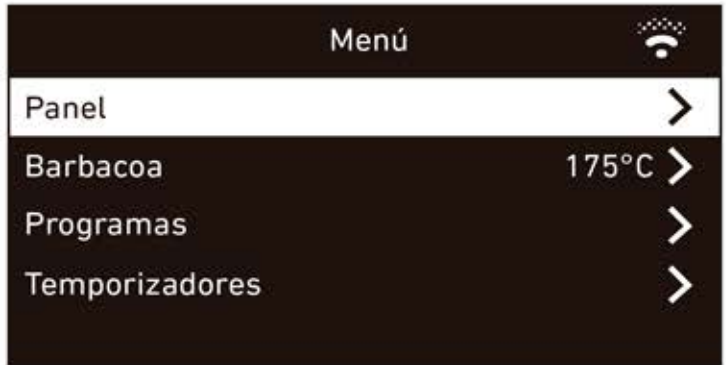 Menú
Panel
Barbacoa 175°C
Programas
Temporizadores